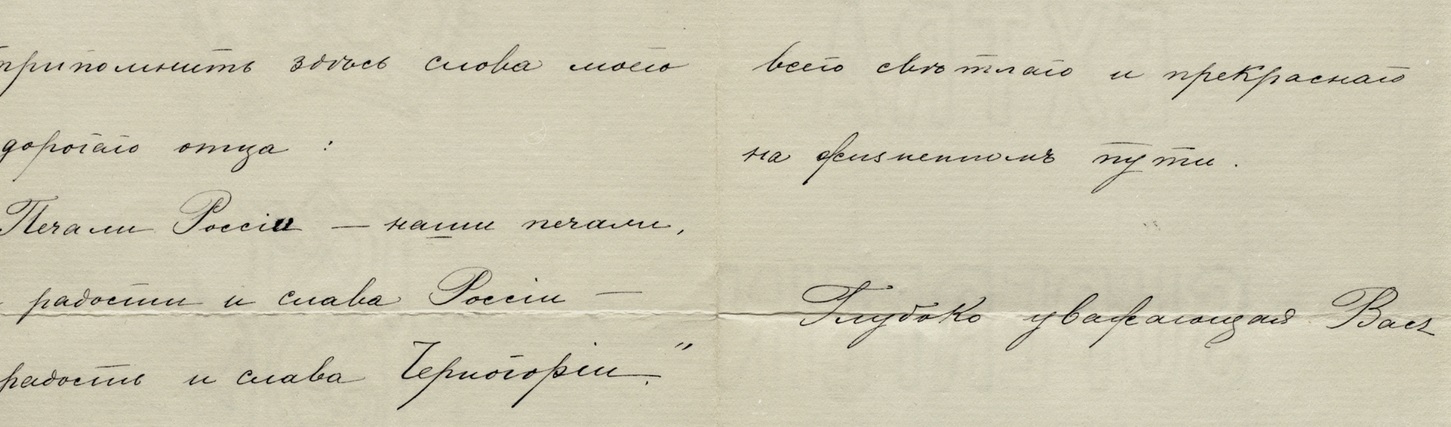 припомнить здѣсь слова моего
дорогаго отца :
Печали Россіи — наши печали,
радости и слава Россіи —
радость и слава Черногоріи."
всего свѣтлаго и прекраснаго
на жизненномъ пути.
Глубоко уважающая Васъ